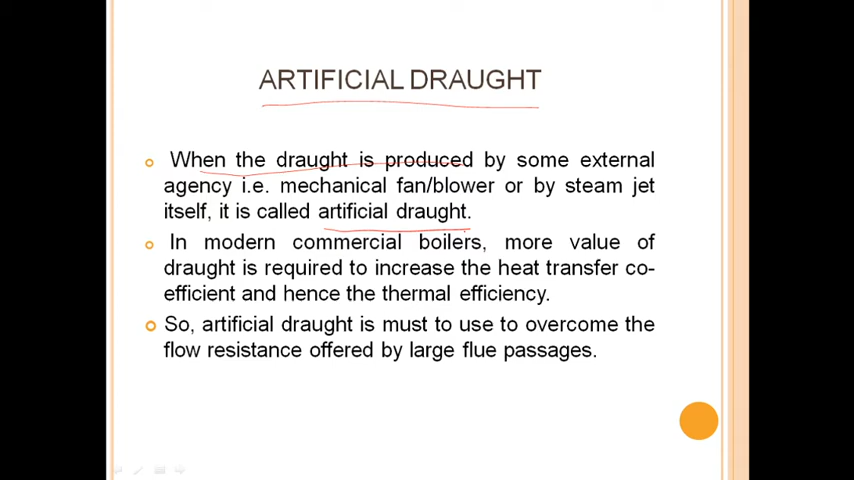 ARTIFICIAL DRAUGHT
When the draught is produced by some external
agency i.e. mechanical fan/blower or by steam jet
itself, it is called artificial draught.
In modern commercial boilers, more value of
draught is required to increase the heat transfer co-
efficient and hence the thermal efficiency.
So, artificial draught is must to use to overcome the
flow resistance offered by large flue passages.